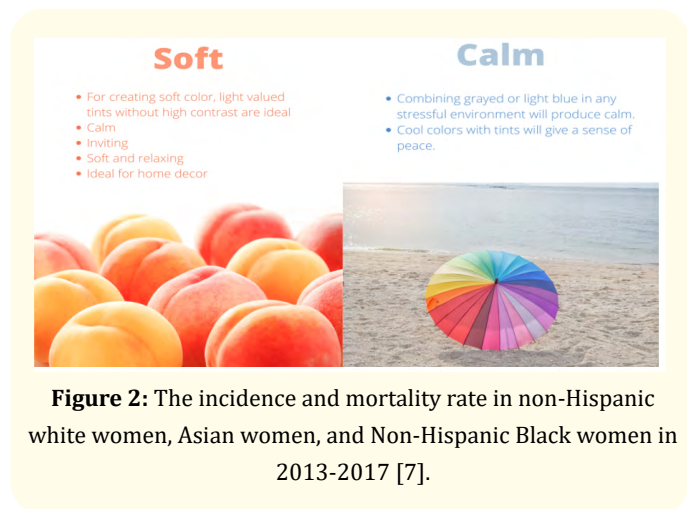 Soft
• For creating soft color, light valued
tints without high contrast are ideal
• Calm
• Inviting
• Soft and relaxing
• Ideal for home decor
Calm
• Combining grayed or light blue in any
stressful environment will produce calm.
• Cool colors with tints will give a sense of
peace.
Figure 2: The incidence and mortality rate in non-Hispanic
white women, Asian women, and Non-Hispanic Black women in
2013-2017 [7].